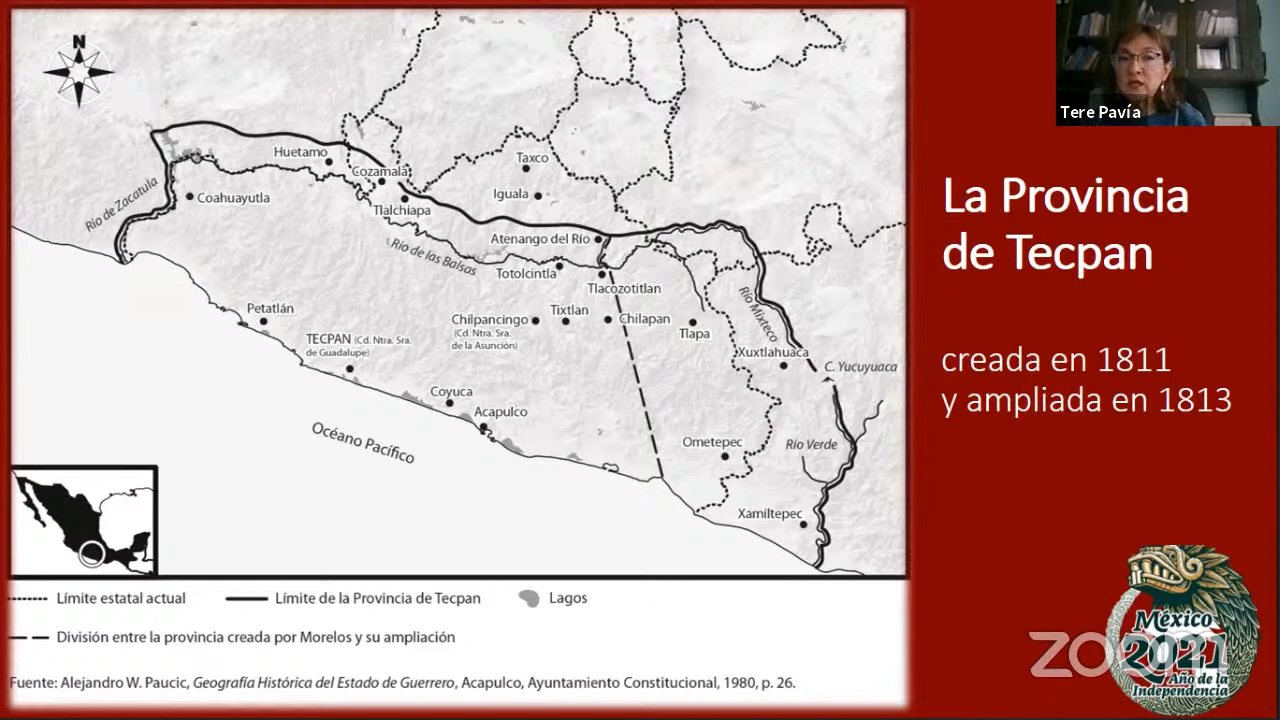 N
Tere Pavía
La Provincia
de Tecpan
creada en 1811
y ampliada en 1813
Huetamo
Cozamala
Tlalchiapa
Taxco
Iguala
Río de Zacatula
Coahuayutla
Atenango del Río
Río de las Balsas
Totolcintla
Tlacozotitlan
Petatlán
TECPAN (Cd. Ntra. Sra.
de Guadalupe)
Chilpancingo
(Cd. Ntra. Sra.
de la Asunción)
Tixtlan
Chilapan
Tlapa
Río Mixteco
Xuxtlahuaca
C. Yucuyuaca
Coyuca
Acapulco
Océano Pacífico
Ometepec
Río Verde
Xamiltepec
Límite estatal actual
Límite de la Provincia de Tecpan
Lagos
División entre la provincia creada por Morelos y su ampliación
Fuente: Alejandro W. Paucic, Geografía Histórica del Estado de Guerrero, Acapulco, Ayuntamiento Constitucional, 1980, p. 26.
México
2021
Año de la
Independencia